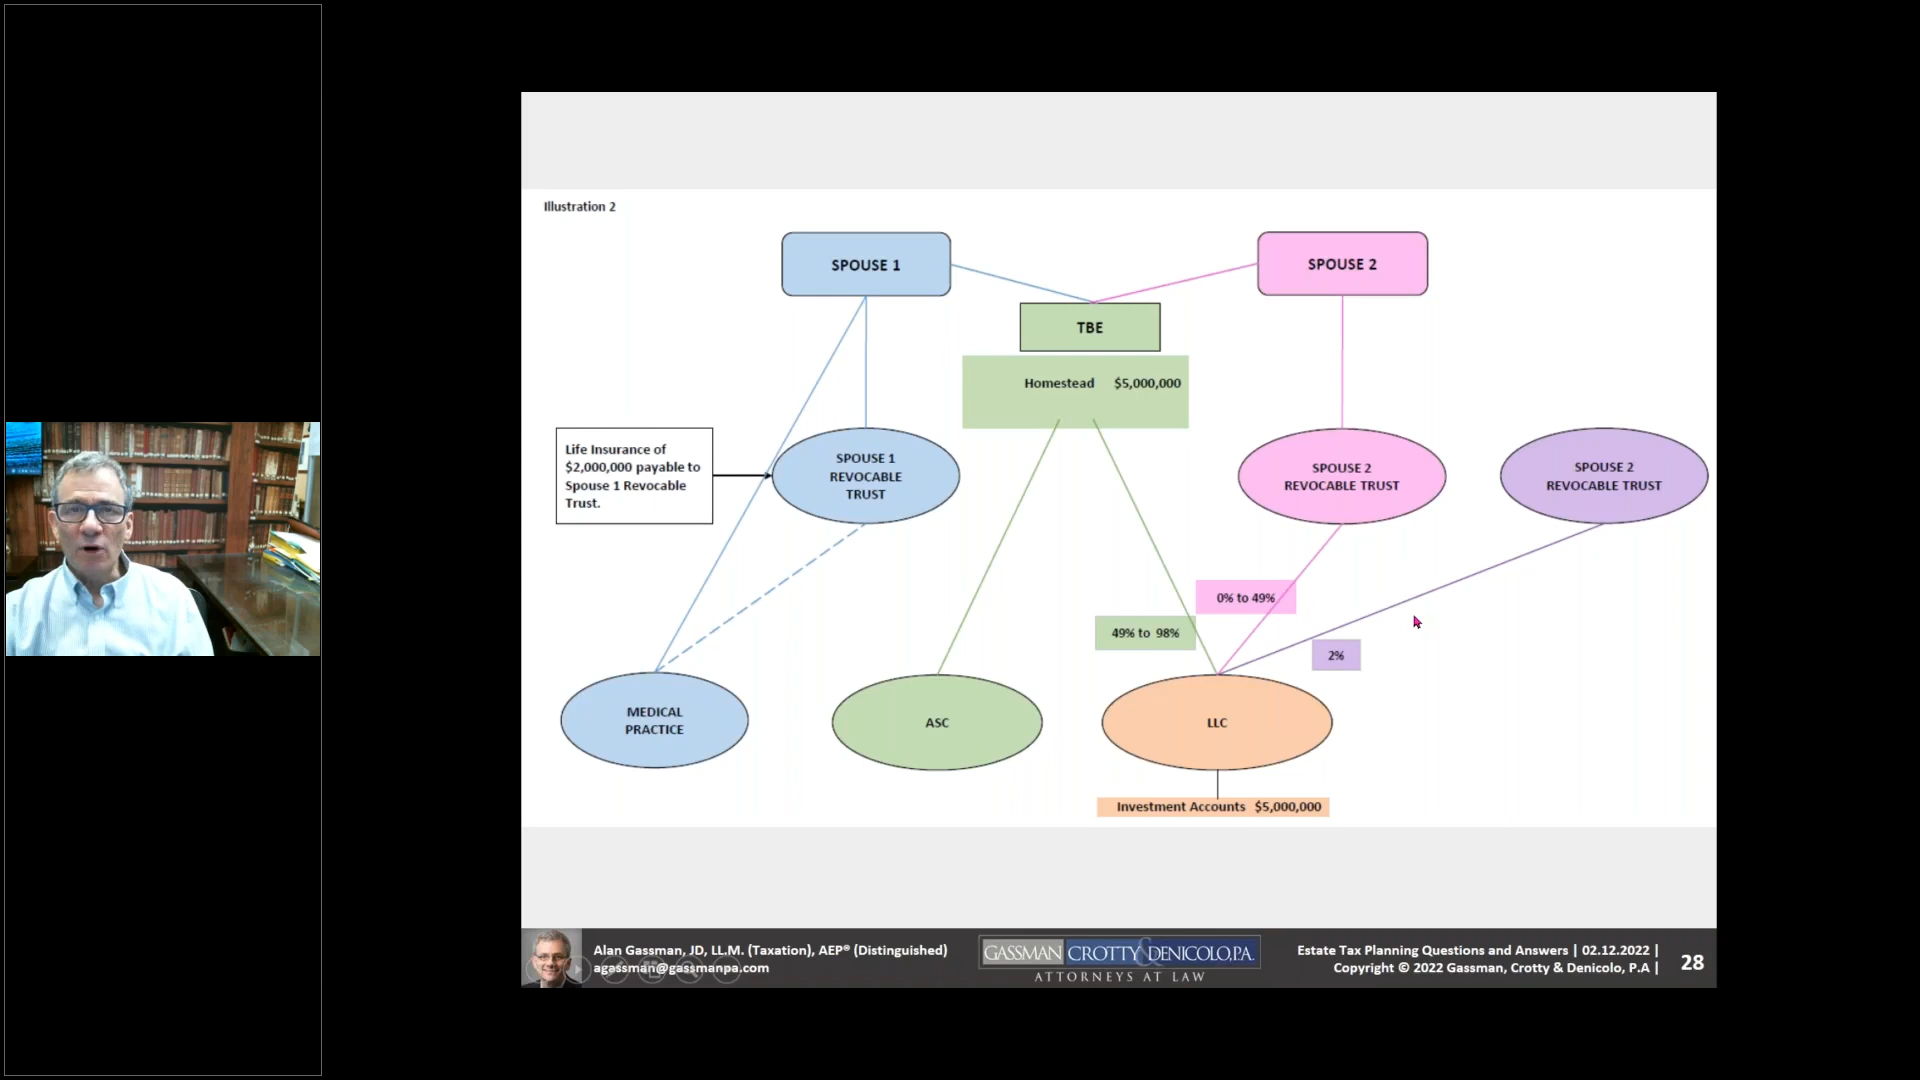 Illustration 2
SPOUSE 1
SPOUSE 2
TBE
Homestead $5,000,000
Life Insurance of
$2,000,000 payable to
Spouse 1 Revocable
Trust.
SPOUSE 1
REVOCABLE
TRUST
SPOUSE 2
REVOCABLE TRUST
SPOUSE 2
REVOCABLE TRUST
0% to 49%
49% to 98%
2%
MEDICAL
PRACTICE
ASC
LLC
Investment Accounts $5,000,000
Alan Gassman, JD, LL.M. (Taxation), AEP® (Distinguished)
agassman@gassmanpa.com
GASSMAN CROTTY & DENICOLO, P.A.
ATTORNEYS AT LAW
Estate Tax Planning Questions and Answers | 02.12.2022 |
Copyright © 2022 Gassman, Crotty & Denicolo, P.A |
28